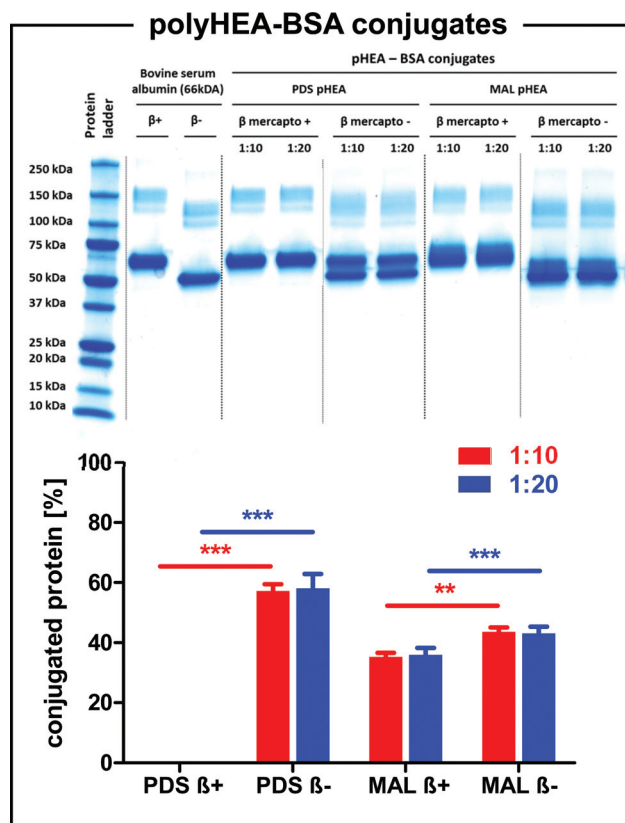 polyHEA-BSA conjugates
pHEA – BSA conjugates
Bovine serum
albumin (66kDA)
PDS pHEA
MAL pHEA
Protein
ladder
β+
β-
β mercapto +
β mercapto -
β mercapto +
β mercapto -
1:10
1:20
1:10
1:20
1:10
1:20
1:10
1:20
250 kDa
150 kDa
100 kDa
75 kDa
50 kDa
37 kDa
25 kDa
20 kDa
15 kDa
10 kDa
1:10
1:20
conjugated protein [%]
100
80
60
40
20
0
***
***
**
***
PDS ß+
PDS ß-
MAL ß+
MAL ß-